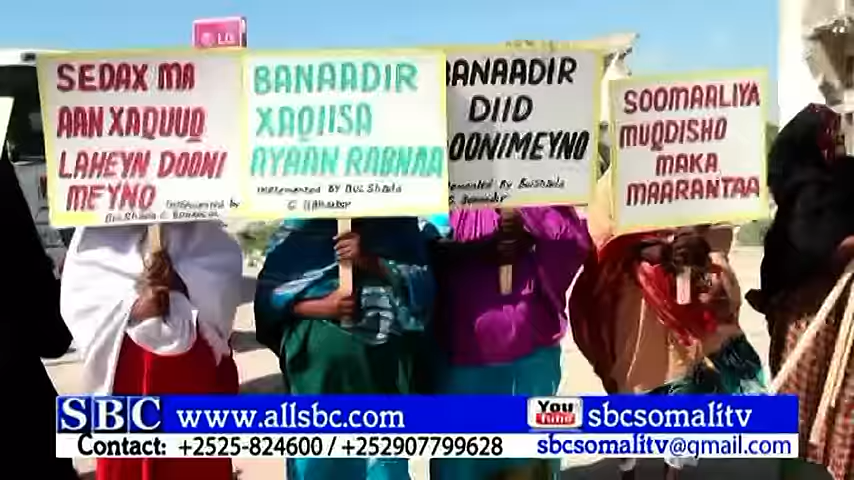 LG
SEDAX MA
AAN XAQUUQ
LAHEYN DOONI
MEYNO
BANAADIR
XAQIISA
AYAAN RABNAA
BANAADIR
DIID
DOONIMEYNO
SOOMAALIYA
MUQDISHO
MAKA
MAARANTAA
SBC www.allsbc.com
You Tube sbcsomalitv
Contact: +2525-824600 / +252907799628
sbcsomalitv@gmail.com